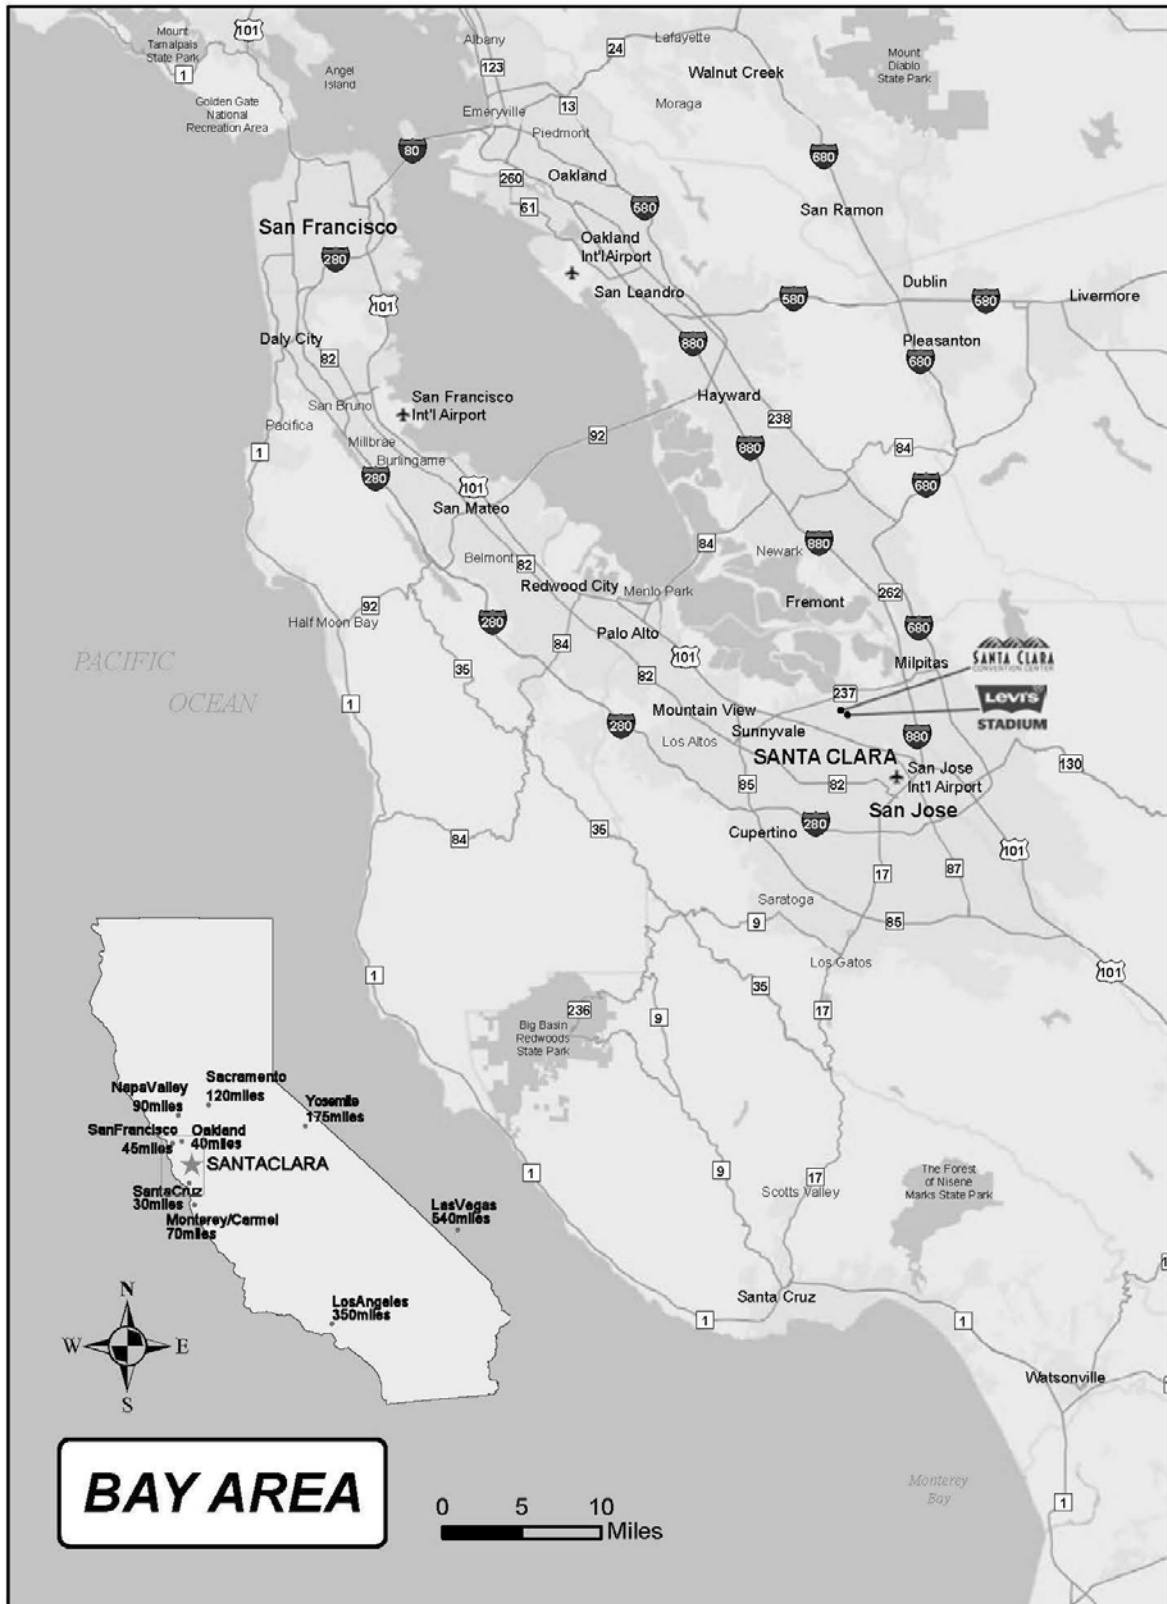 101
Mount
Tamalpais
State Park
1
Angel
Island
Golden Gate
National
Recreation Area
Albany
123
24
Lafayette
Walnut Creek
Mount
Diablo
State Park
Emeryville
13
Moraga
Piedmont
80
680
260
Oakland
61
580
San Ramon
San Francisco
280
Oakland
Int'lAirport
San Leandro
580
Dublin
580
Livermore
101
Daly City
82
880
Pleasanton
680
San Francisco
Int'l Airport
San Bruno
Hayward
Pacifica
92
238
1
Millbrae
Burlingame
880
84
280
101
680
San Mateo
Belmont
82
84
Newark
880
Redwood City
Menlo Park
Fremont
262
92
Half Moon Bay
280
Palo Alto
680
84
PACIFIC
OCEAN
35
82
101
Milpitas
SANTA CLARA
CONVENTION CENTER
237
1
Mountain View
LEVI'S
STADIUM
280
Los Altos
Sunnyvale
880
SANTA CLARA
130
85
82
San Jose
Int'l Airport
San Jose
Cupertino
280
84
35
101
17
87
Saratoga
9
85
Los Gatos
101
1
35
236
9
17
Big Basin
Redwoods
State Park
1
9
17
Scotts Valley
The Forest
of Nisene
Marks State Park
Santa Cruz
1
1
Watsonville
Monterey
Bay
1
NapaValley
90miles
Sacramento
120miles
Yosemite
175miles
SanFrancisco
45miles
Oakland
40miles
SANTACLARA
SantaCruz
30miles
Monterey/Carmel
70miles
LasVegas
540miles
LosAngeles
350miles
N
W
E
S
BAY AREA
0 5 10
Miles